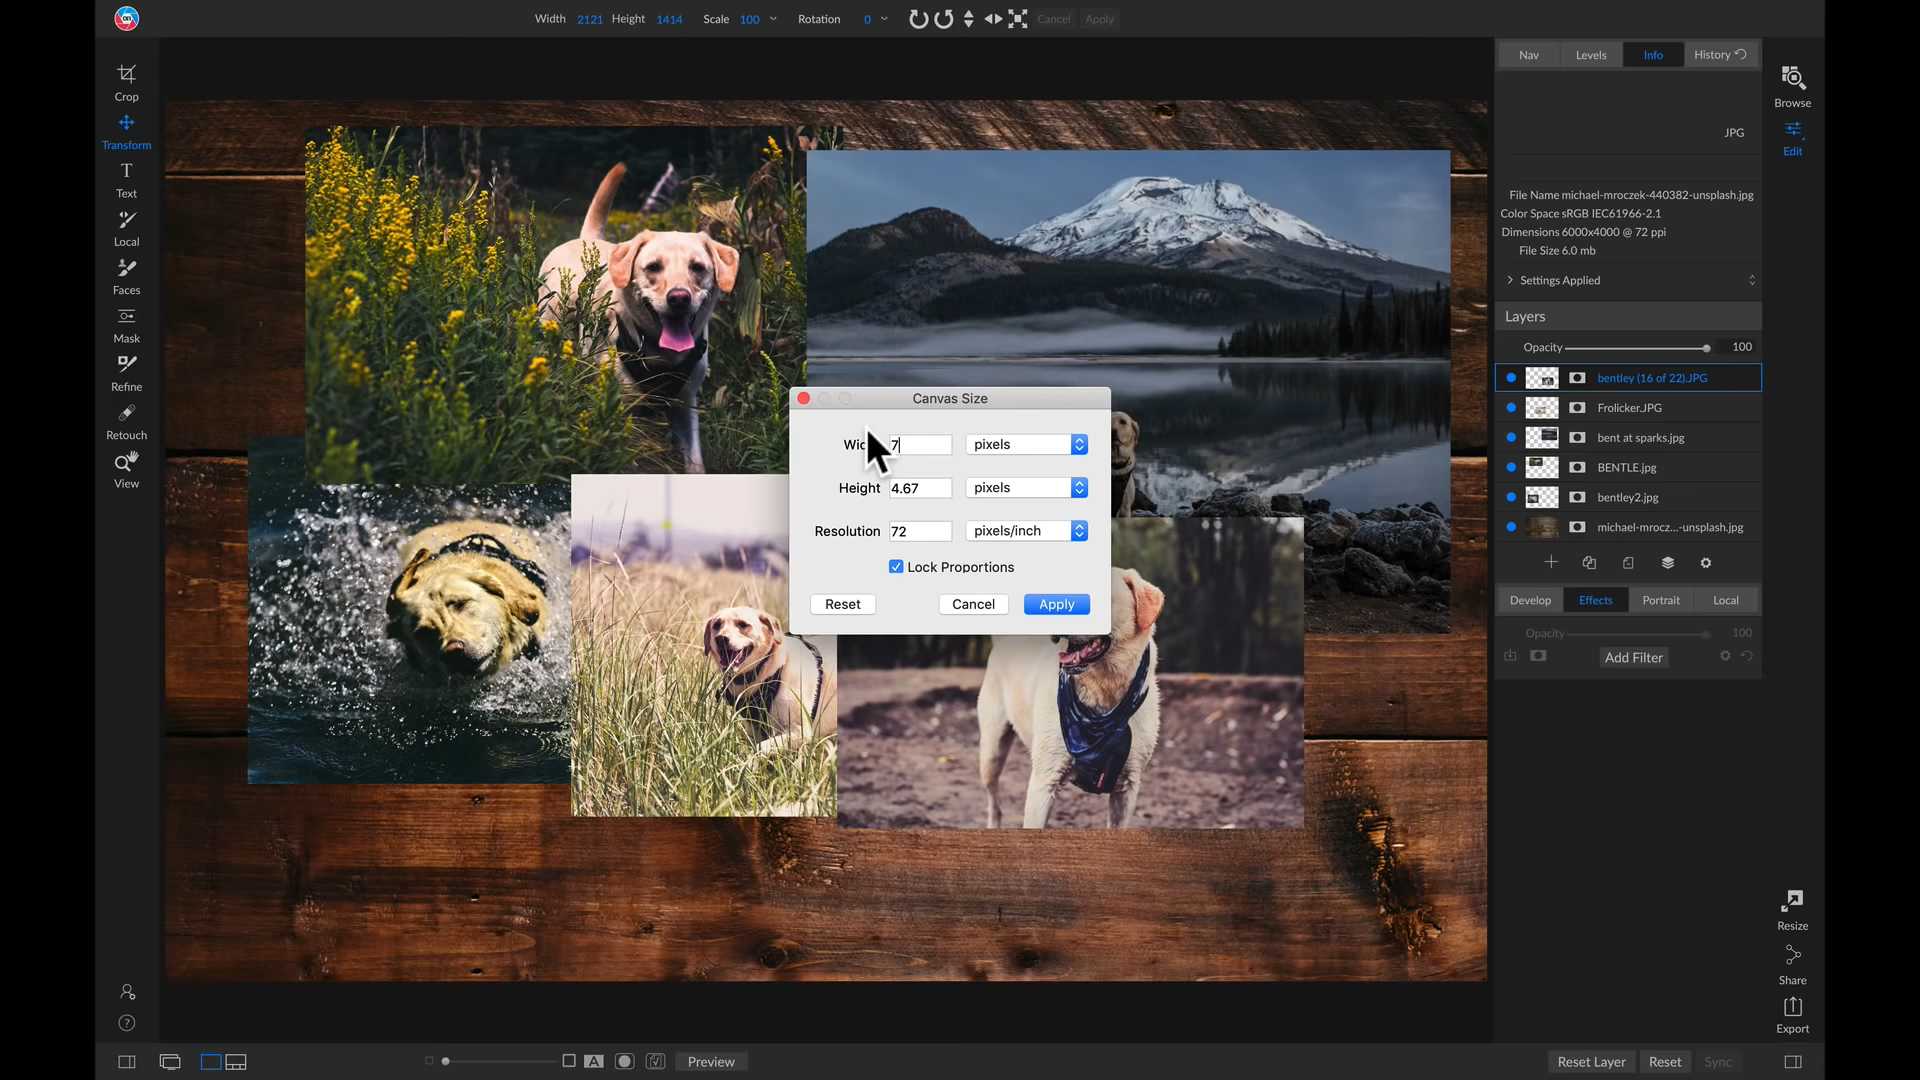 Width 2121 Height 1414 Scale 100 Rotation 0 Cancel Apply
Crop
Transform
Text
Local
Faces
Mask
Refine
Retouch
View
Nav Levels Info History
JPG
File Name michael-mroczek-440382-unsplash.jpg
Color Space sRGB IEC61966-2.1
Dimensions 6000x4000 @ 72 ppi
File Size 6.0 mb
Settings Applied
Layers
Opacity 100
bentley (16 of 22).JPG
Frolicker.JPG
bent at sparks.jpg
BENTLE.jpg
bentley2.jpg
michael-mrocz...-unsplash.jpg
Develop Effects Portrait Local
Opacity 100
Add Filter
Browse
Edit
Canvas Size
7 pixels
Height 4.67 pixels
Resolution 72 pixels/inch
Lock Proportions
Reset Cancel Apply
Resize
Share
Export
?
A Preview
Reset Layer Reset Sync